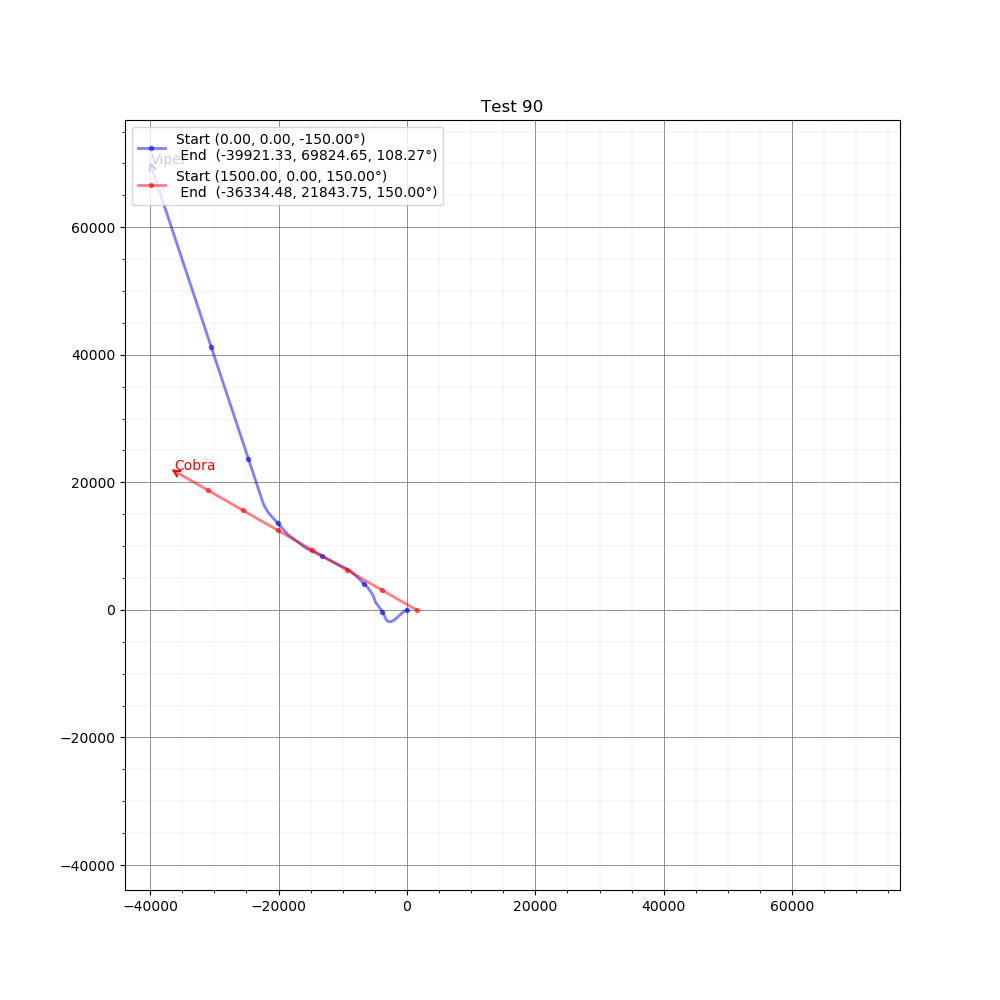 Test 90
Start (0.00, 0.00, -150.00°)
End (-39921.33, 69824.65, 108.27°)
Viper
Start (1500.00, 0.00, 150.00°)
End (-36334.48, 21843.75, 150.00°)
60000
40000
20000
Cobra
0
−20000
−40000
−40000 −20000 0 20000 40000 60000